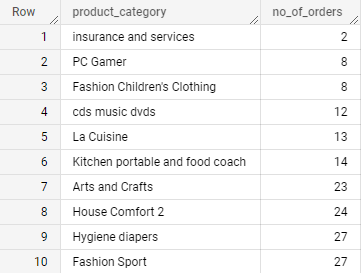 Row product_category no_of_orders
1 insurance and services 2
2 PC Gamer 8
3 Fashion Children's Clothing 8
4 cds music dvds 12
5 La Cuisine 13
6 Kitchen portable and food coach 14
7 Arts and Crafts 23
8 House Comfort 2 24
9 Hygiene diapers 27
10 Fashion Sport 27